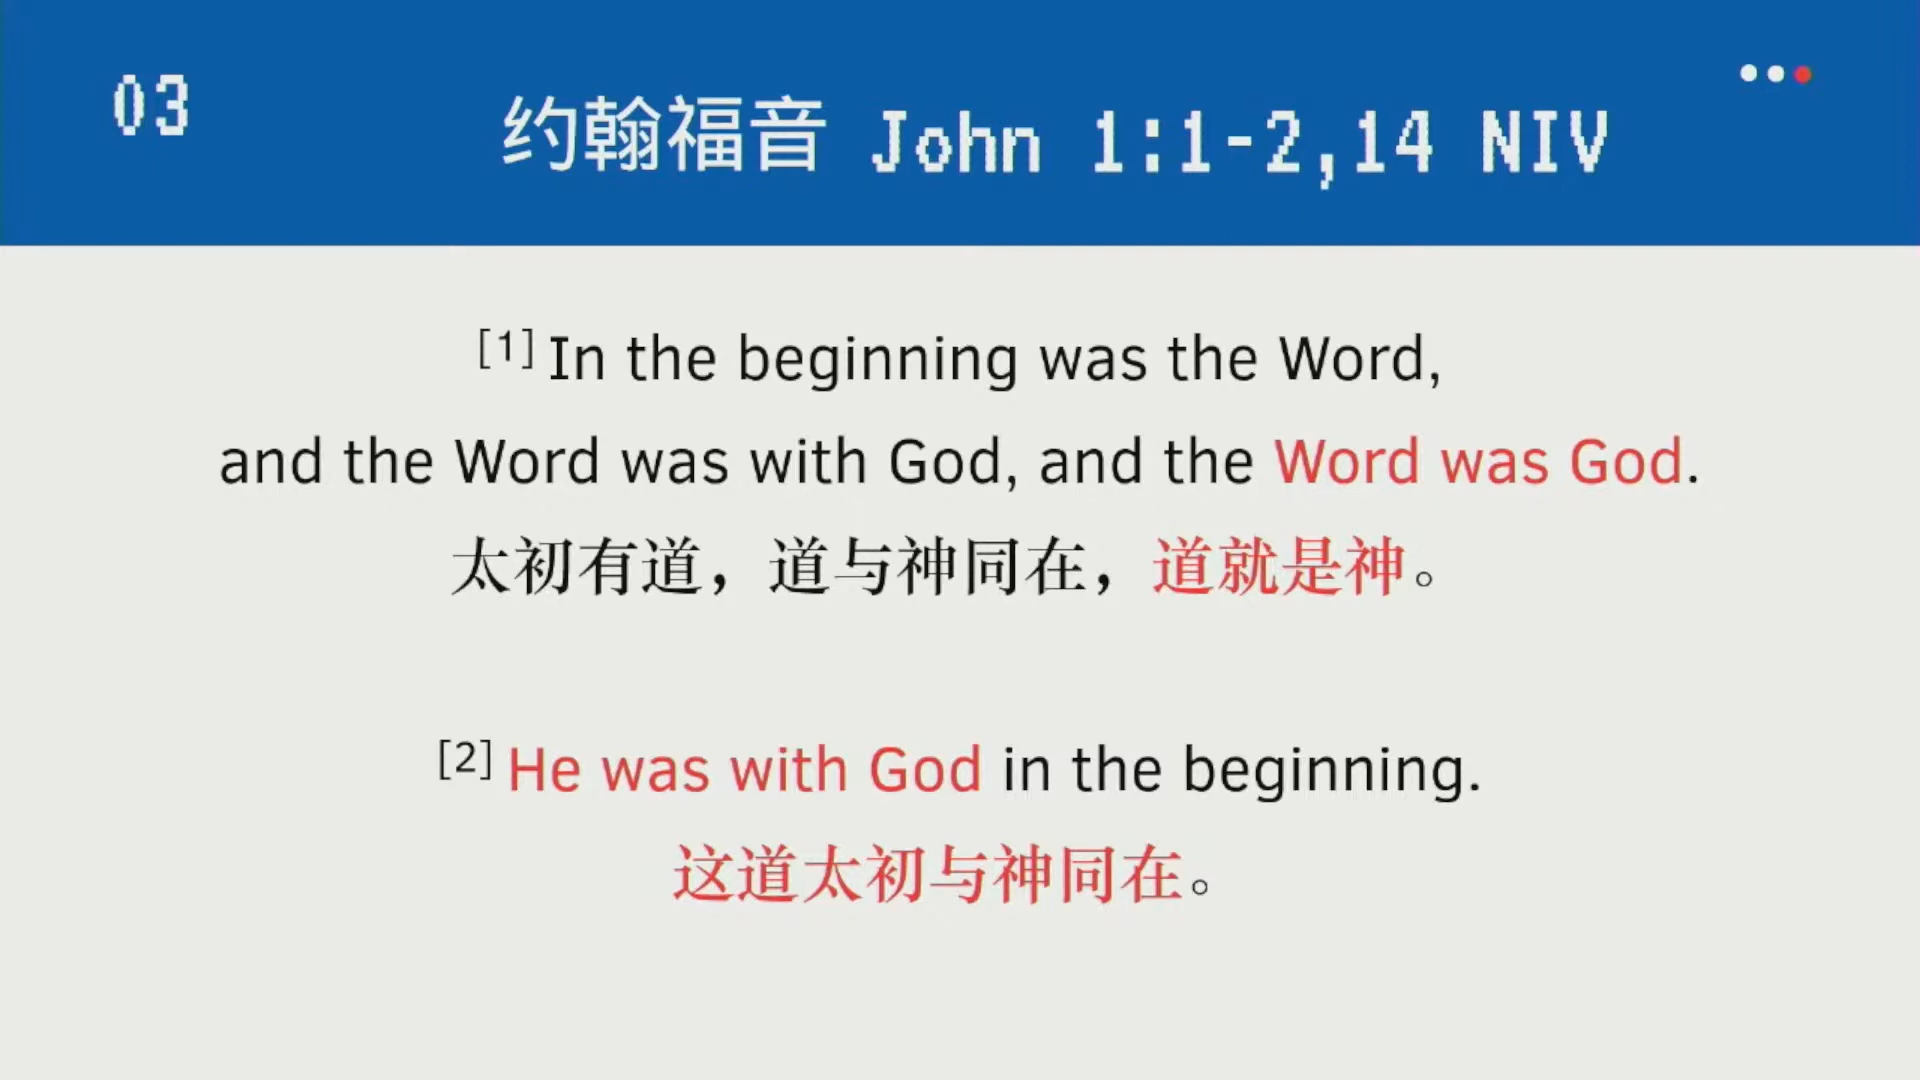 03
约翰福音 John 1:1-2,14 NIV
[1] In the beginning was the Word,
and the Word was with God, and the Word was God.
太初有道，道与神同在，道就是神。
[2] He was with God in the beginning.
这道太初与神同在。